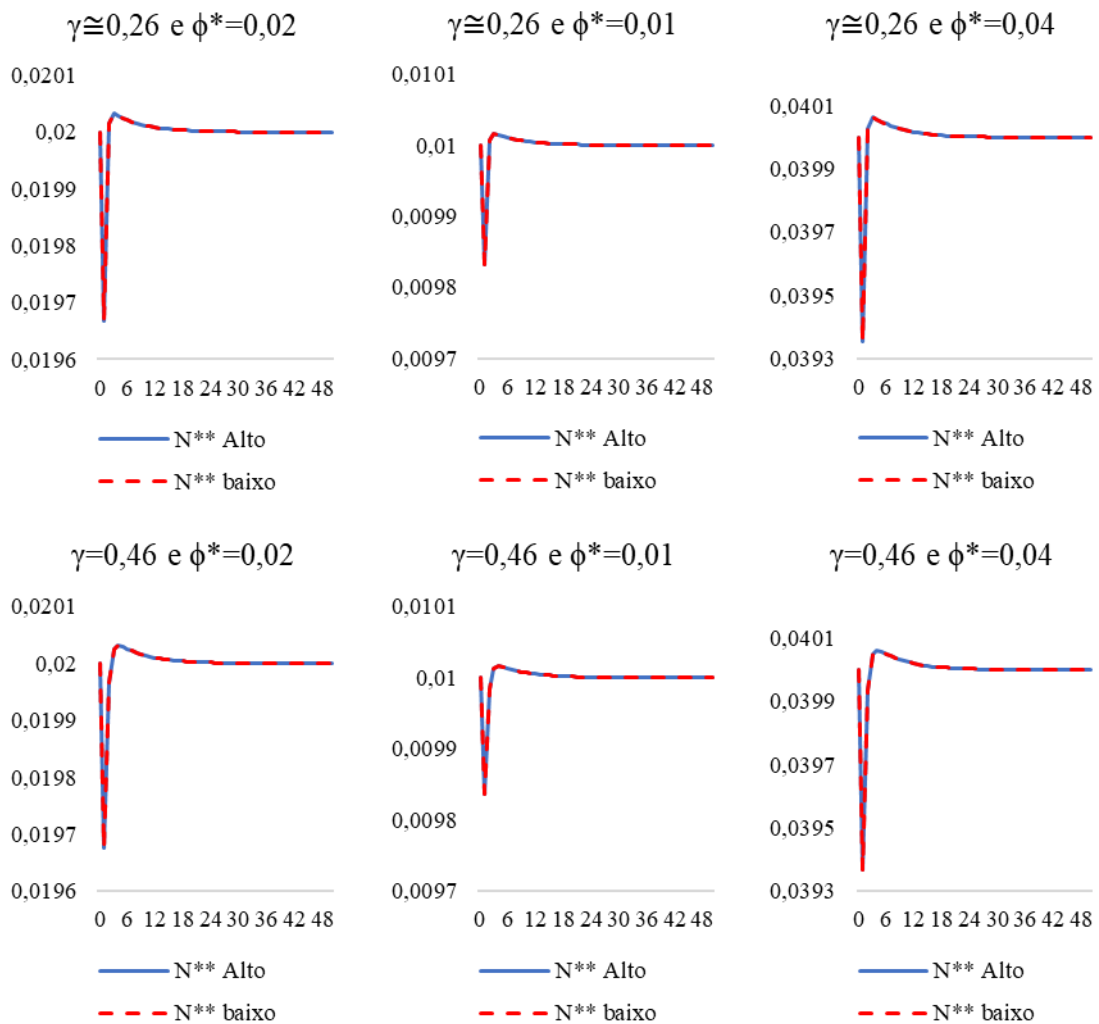 γ≅0,26 e ϕ*=0,02
0,0201
0,02
0,0199
0,0198
0,0197
0,0196
0 6 12 18 24 30 36 42 48
N** Alto
N** baixo
γ≅0,26 e ϕ*=0,01
0,0101
0,01
0,0099
0,0098
0,0097
0 6 12 18 24 30 36 42 48
N** Alto
N** baixo
γ≅0,26 e ϕ*=0,04
0,0401
0,0399
0,0397
0,0395
0,0393
0 6 12 18 24 30 36 42 48
N** Alto
N** baixo
γ=0,46 e ϕ*=0,02
0,0201
0,02
0,0199
0,0198
0,0197
0,0196
0 6 12 18 24 30 36 42 48
N** Alto
N** baixo
γ=0,46 e ϕ*=0,01
0,0101
0,01
0,0099
0,0098
0,0097
0 6 12 18 24 30 36 42 48
N** Alto
N** baixo
γ=0,46 e ϕ*=0,04
0,0401
0,0399
0,0397
0,0395
0,0393
0 6 12 18 24 30 36 42 48
N** Alto
N** baixo